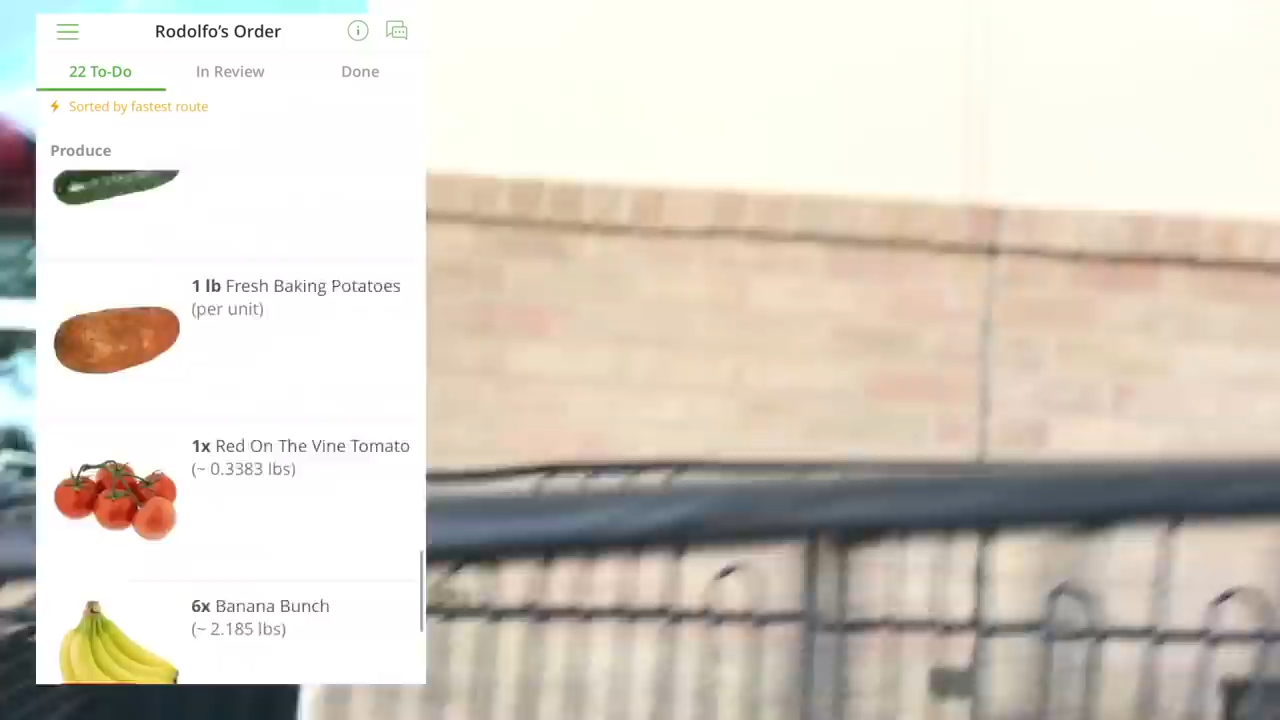 Rodolfo’s Order
22 To-Do
In Review
Done
Sorted by fastest route
Produce
1 lb Fresh Baking Potatoes
(per unit)
1x Red On The Vine Tomato
(~ 0.3383 lbs)
6x Banana Bunch
(~ 2.185 lbs)